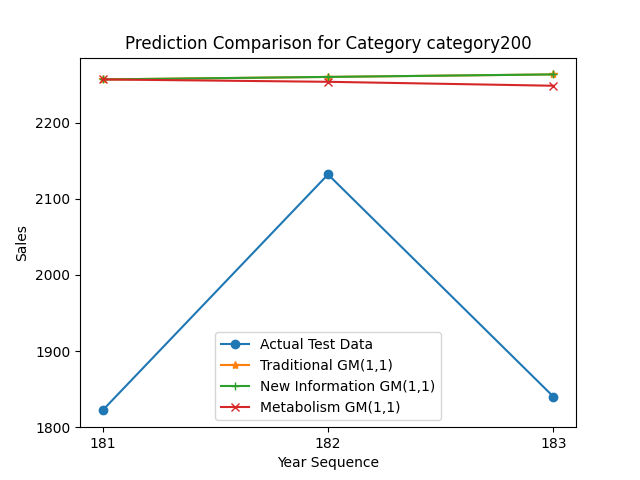 Prediction Comparison for Category category200
Sales
2200
2100
2000
1900
1800
Actual Test Data
Traditional GM(1,1)
New Information GM(1,1)
Metabolism GM(1,1)
181
182
183
Year Sequence